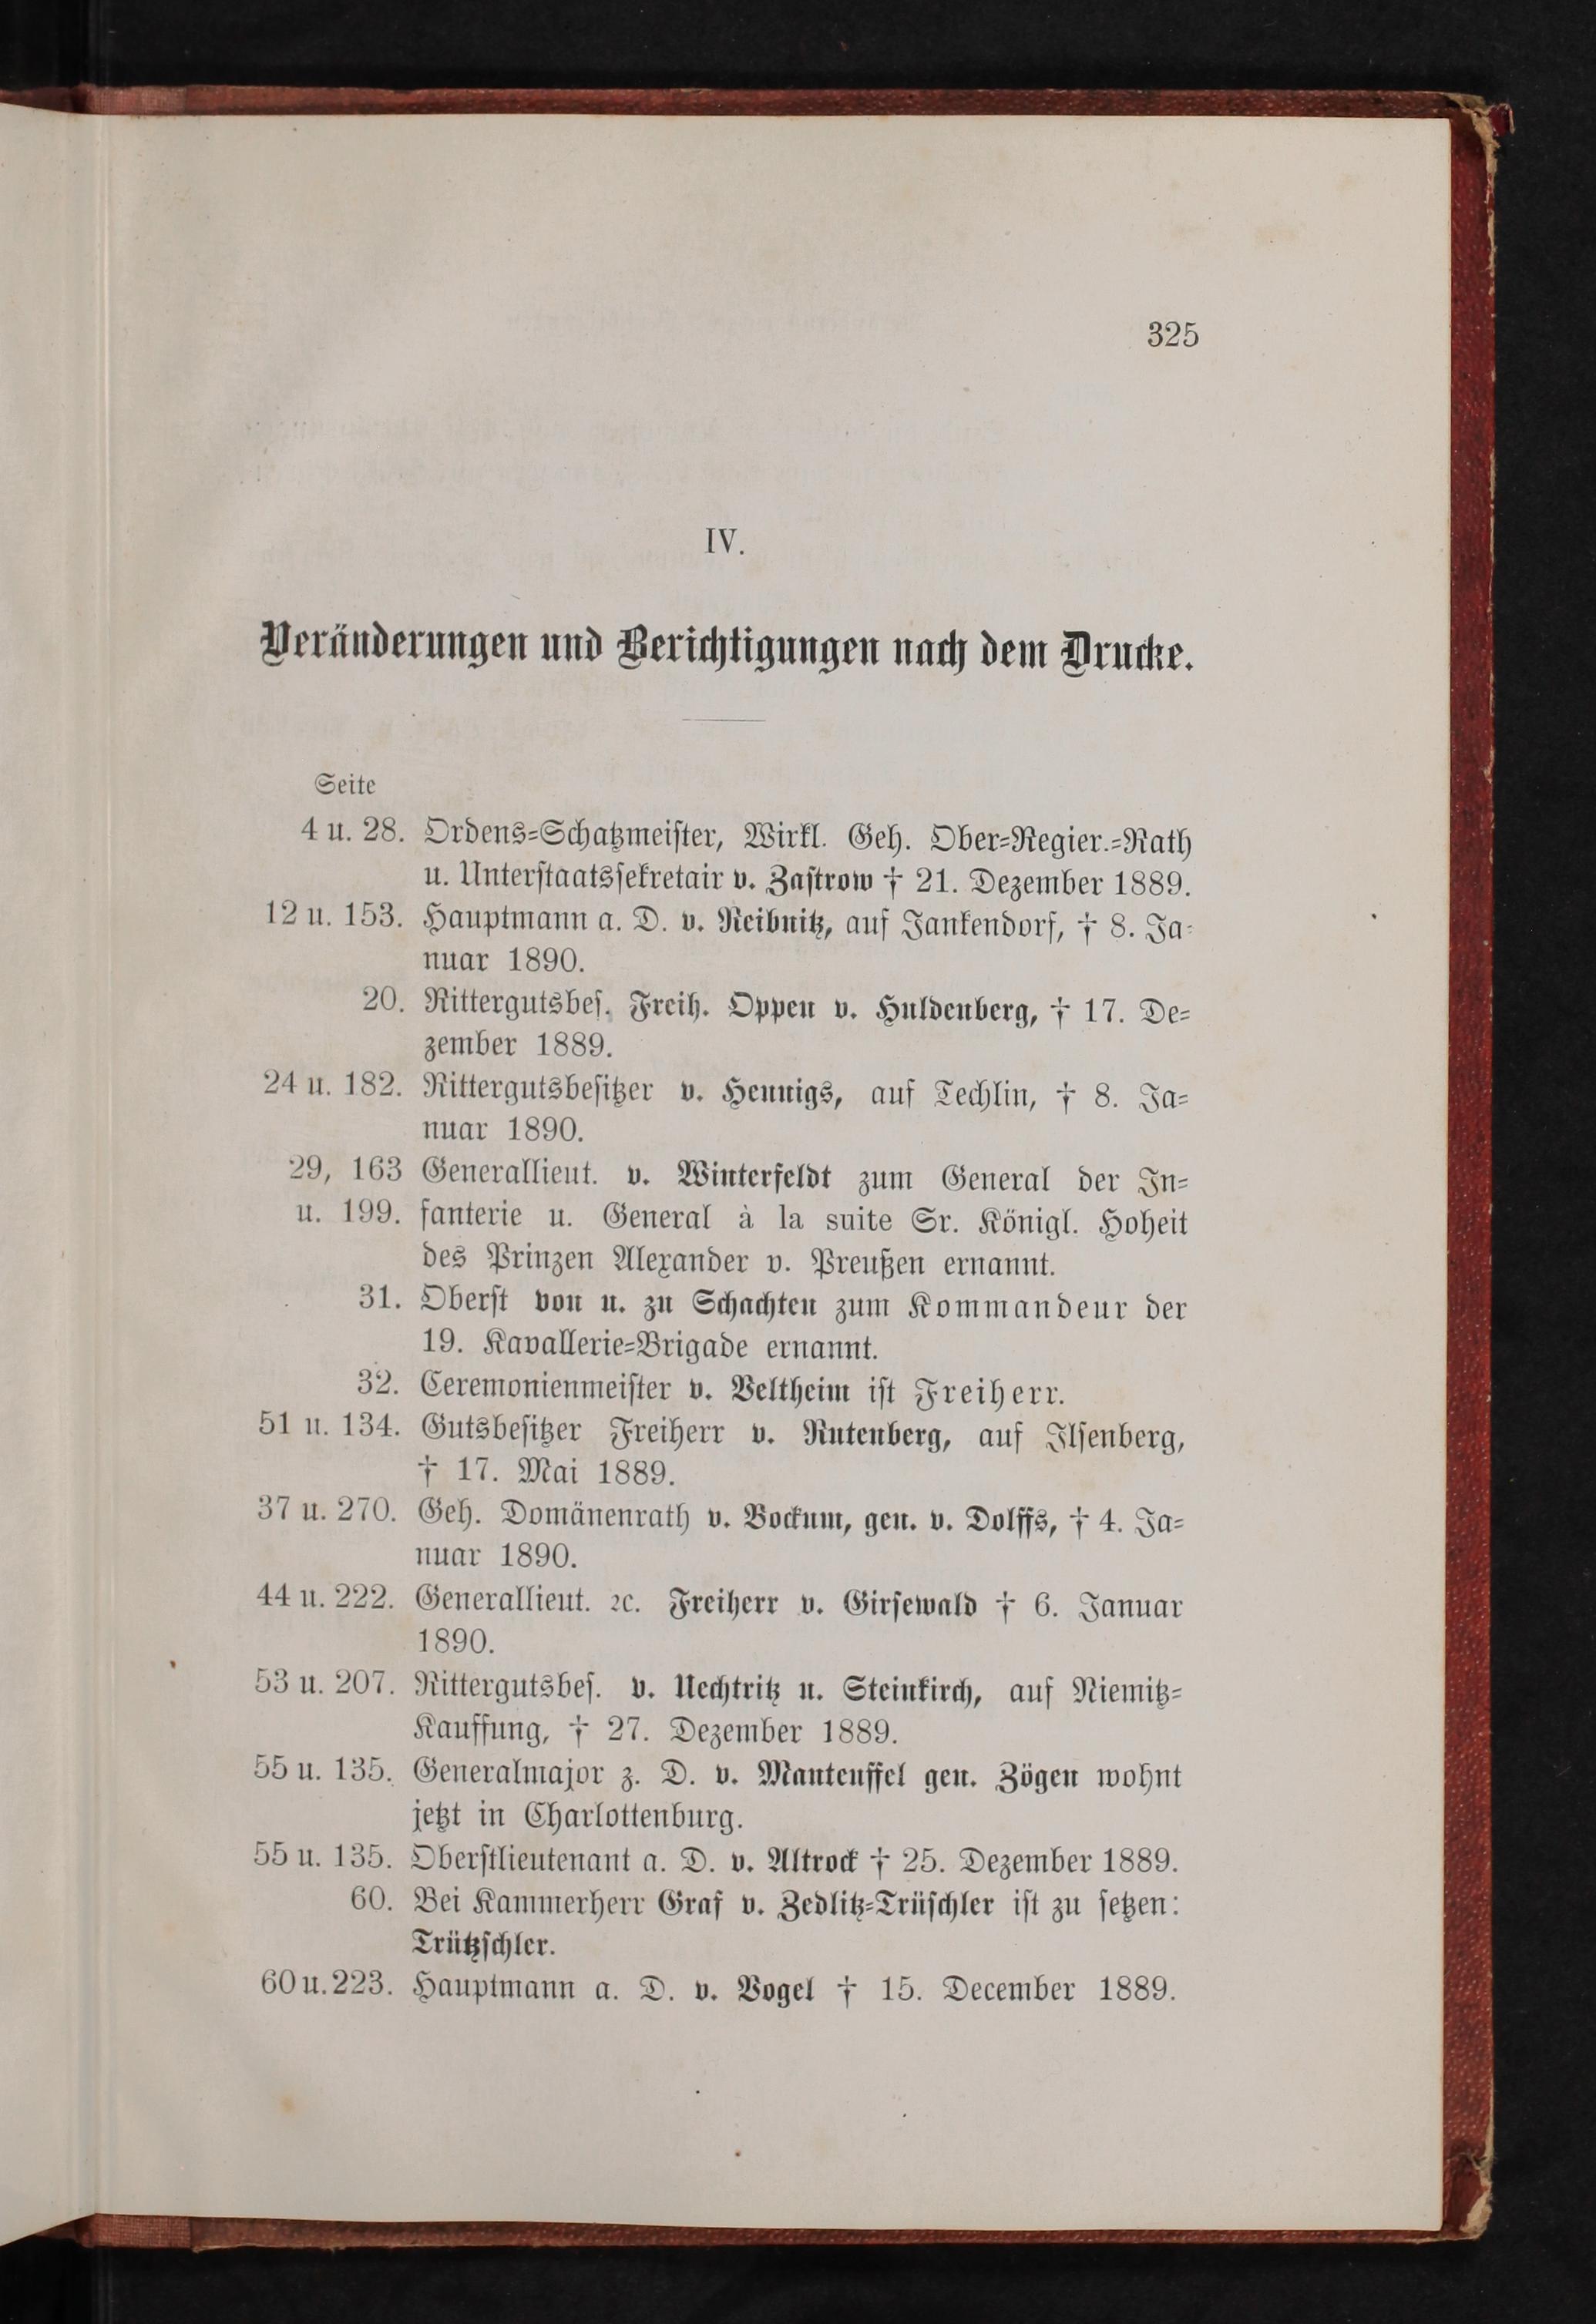 325
IV.
Veränderungen und Berichtigungen nach dem Drucke.
Seite
4 u. 28. Ordens-Schatzmeiſter, Wirkl. Geh. Ober-Regier.-Rath
u. Unterſtaatsſekretair v. Zaſtrow † 21. Dezember 1889.
12 u. 153. Hauptmann a. D. v. Reibnitz, auf Jankendorf, † 8. Ja-
nuar 1890.
20. Rittergutsbeſ. Freih. Oppen v. Huldenberg, † 17. De-
zember 1889.
24 u. 182. Rittergutsbeſitzer v. Hennigs, auf Techlin, † 8. Ja-
nuar 1890.
29, 163 Generallieut. v. Winterfeldt zum General der In-
u. 199. fanterie u. General à la suite Sr. Königl. Hoheit
des Prinzen Alexander v. Preußen ernannt.
31. Oberſt von u. zu Schachten zum Kommandeur der
19. Kavallerie-Brigade ernannt.
32. Ceremonienmeiſter v. Veltheim iſt Freiherr.
51 u. 134. Gutsbeſitzer Freiherr v. Rutenberg, auf Ilſenberg,
† 17. Mai 1889.
37 u. 270. Geh. Domänenrath v. Bockum, gen. v. Dolffs, † 4. Ja-
nuar 1890.
44 u. 222. Generallieut. ꝛc. Freiherr v. Girſewald † 6. Januar
1890.
53 u. 207. Rittergutsbeſ. v. Uechtritz u. Steinkirch, auf Niemitz-
Kauffung, † 27. Dezember 1889.
55 u. 135. Generalmajor z. D. v. Manteuffel gen. Zögen wohnt
jetzt in Charlottenburg.
55 u. 135. Oberſtlieutenant a. D. v. Altrock † 25. Dezember 1889.
60. Bei Kammerherr Graf v. Zedlitz-Trüſchler iſt zu ſetzen:
Trützſchler.
60 u. 223. Hauptmann a. D. v. Vogel † 15. December 1889.